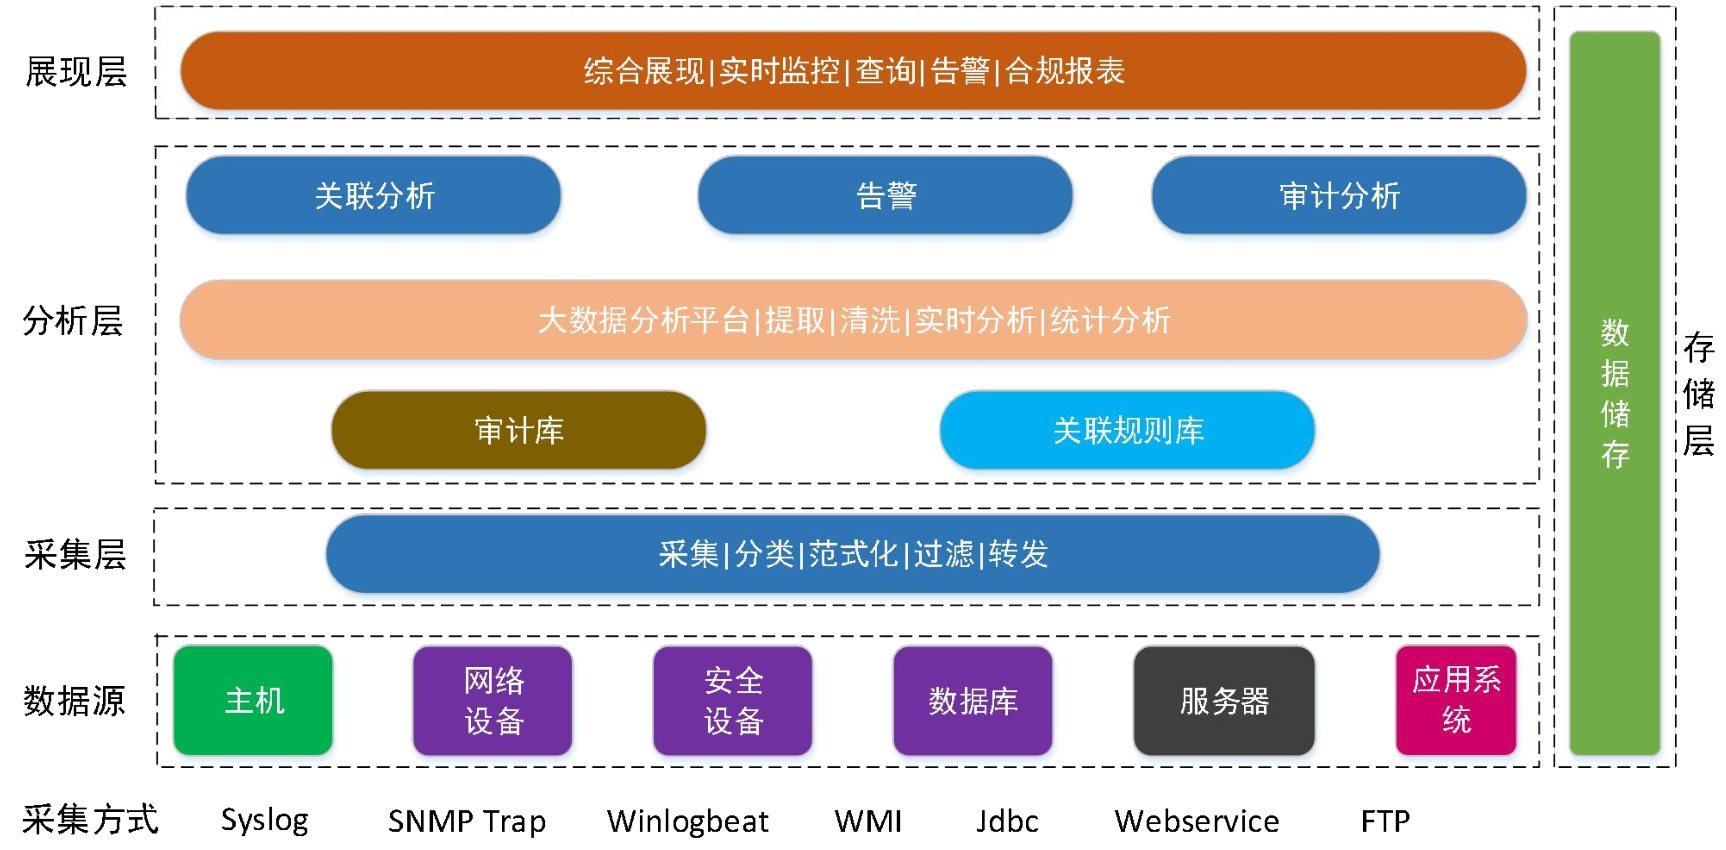 展现层
综合展现|实时监控|查询|告警|合规报表
关联分析
告警
审计分析
分析层
大数据分析平台|提取|清洗|实时分析|统计分析
审计库
关联规则库
采集层
采集|分类|范式化|过滤|转发
数据源
主机
网络
设备
安全
设备
数据库
服务器
应用系
统
数
据
储
存
存
储
层
采集方式
Syslog
SNMP Trap
Winlogbeat
WMI
Jdbc
Webservice
FTP